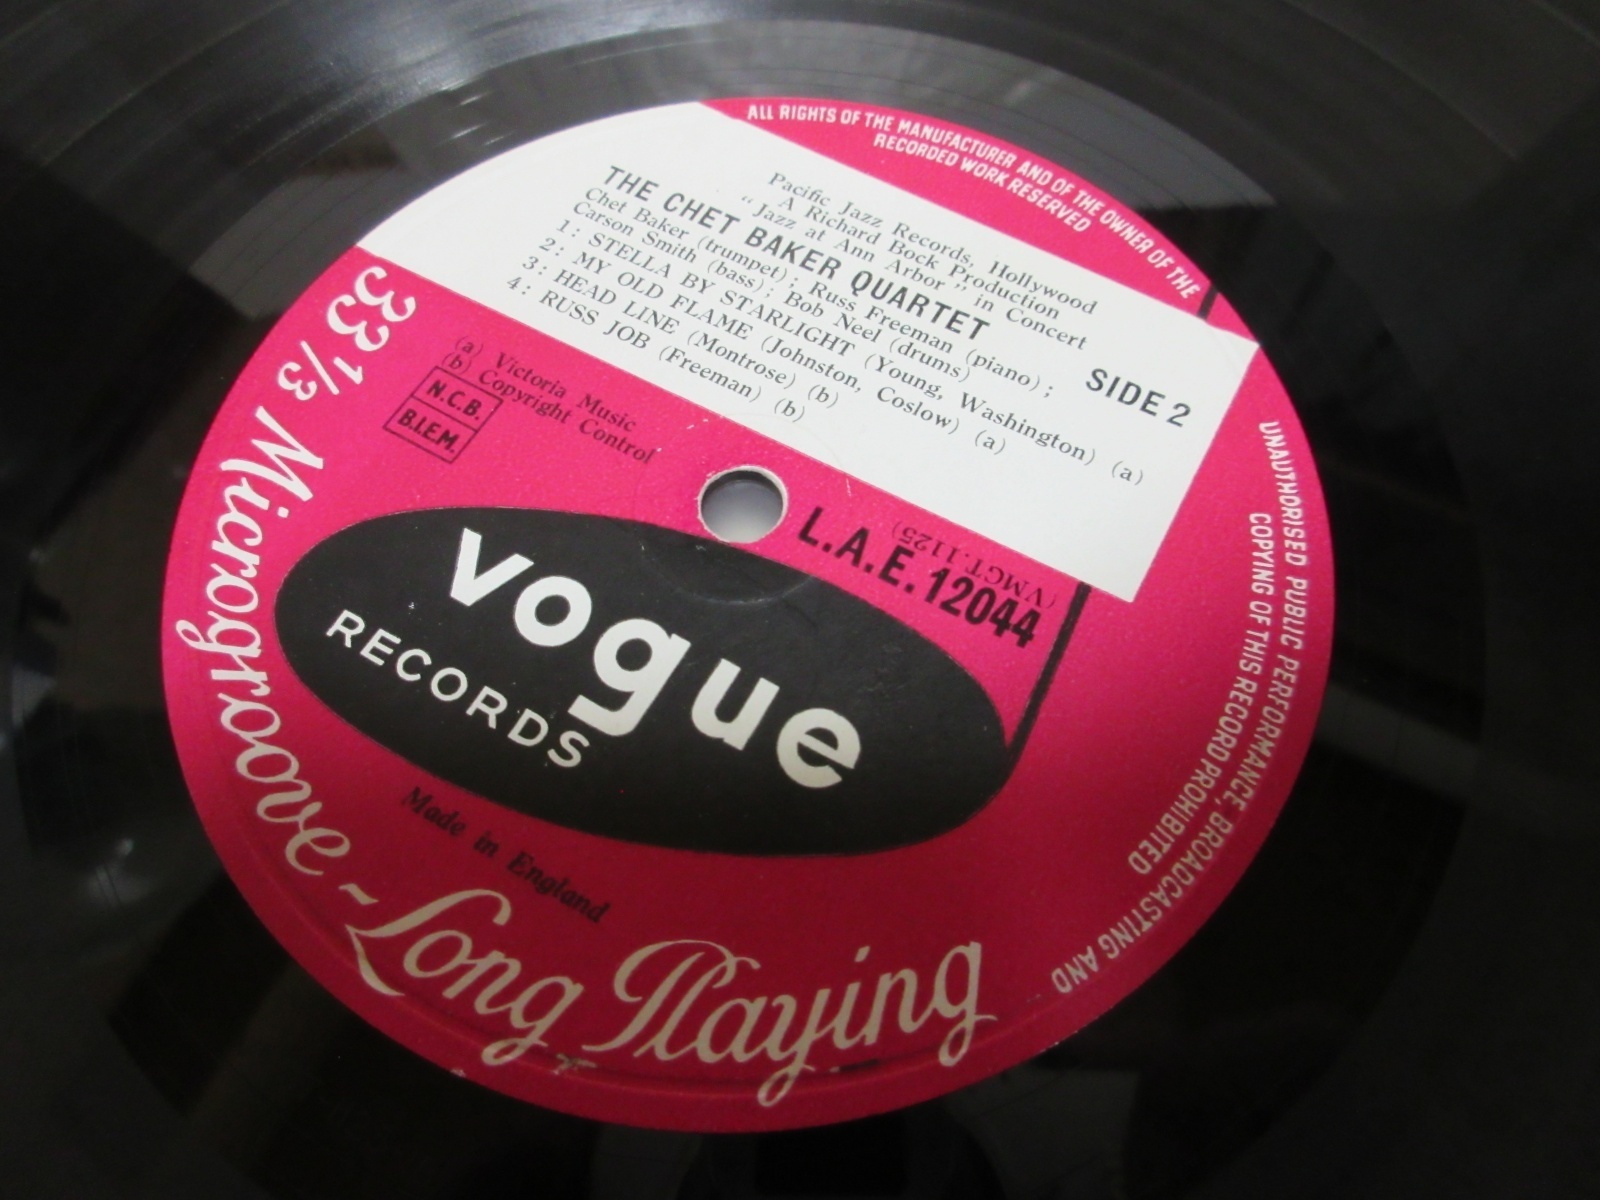 ALL RIGHTS OF THE MANUFACTURER AND OF THE OWNER OF THE
RECORDED WORK RESERVED
Pacific Jazz Records, Hollywood
A Richard Bock Production
"Jazz at Ann Arbor" in Concert
THE CHET BAKER QUARTET
Chet Baker (trumpet); Russ Freeman (piano);
Carson Smith (bass); Bob Neel (drums)
SIDE 2
1: STELLA BY STARLIGHT (Young, Washington) (a)
2: MY OLD FLAME (Johnston, Coslow) (a)
3: HEAD LINE (Montrose) (b)
4: RUSS JOB (Freeman) (b)
(a) Victoria Music
(b) Copyright Control
N.C.B.
B.I.E.M.
(VMGT.1125)
L.A.E.12044
vogue
RECORDS
Made in England
33 1/3 Microgroove - Long Playing
UNAUTHORISED PUBLIC PERFORMANCE, BROADCASTING AND
COPYING OF THIS RECORD PROHIBITED